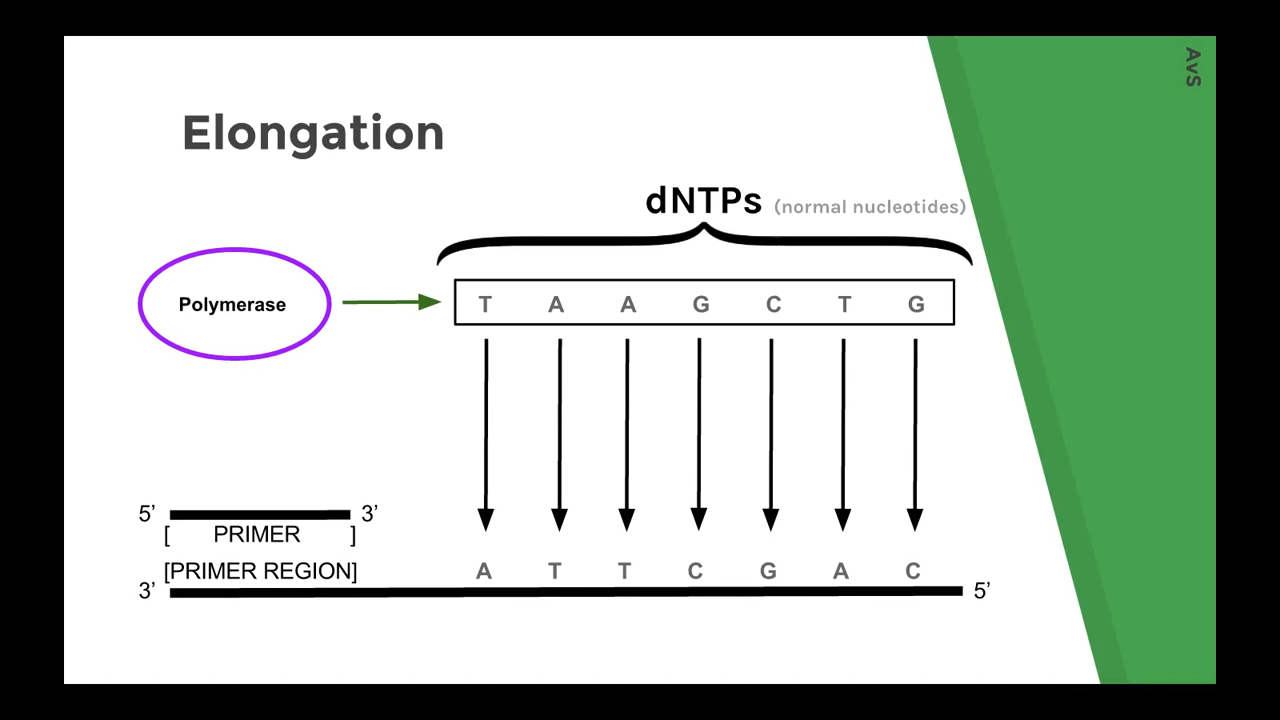 AvS
Elongation
dNTPs (normal nucleotides)
Polymerase
T A A G C T G
5’ 3’
[ PRIMER ]
[PRIMER REGION] A T T C G A C
3’ 5’